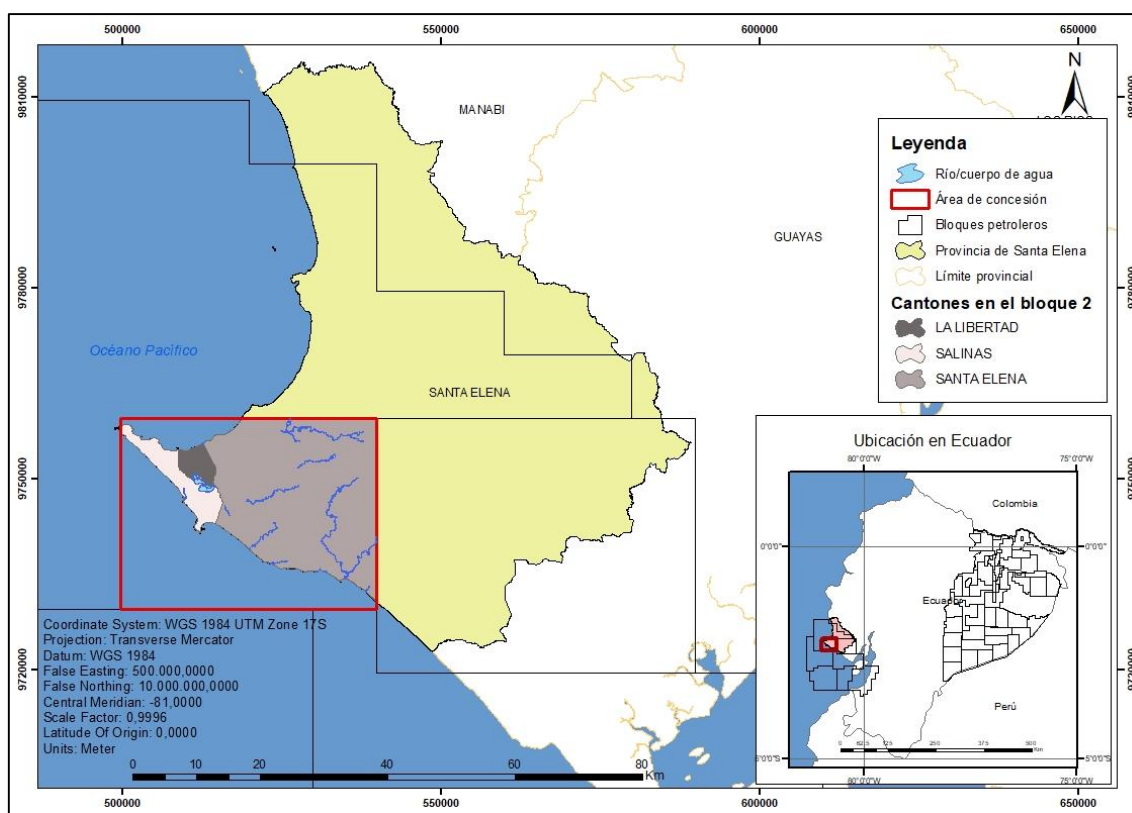 500000
550000
600000
650000
9810000
9810000
N
MANABI
GUAYAS
9780000
9780000
Océano Pacífico
SANTA ELENA
9750000
9750000
9720000
9720000
Leyenda
Río/cuerpo de agua
Área de concesión
Bloques petroleros
Provincia de Santa Elena
Límite provincial
Cantones en el bloque 2
LA LIBERTAD
SALINAS
SANTA ELENA
Ubicación en Ecuador
80°0'0"W
75°0'0"W
Colombia
0°0'0"
0°0'0"
Ecuador
Perú
0 62,5 125 250 375 500
Km
80°0'0"W
75°0'0"W
Coordinate System: WGS 1984 UTM Zone 17S
Projection: Transverse Mercator
Datum: WGS 1984
False Easting: 500.000,0000
False Northing: 10.000.000,0000
Central Meridian: -81,0000
Scale Factor: 0,9996
Latitude Of Origin: 0,0000
Units: Meter
0 5 10 20 40 60 80
Km
500000
550000
600000
650000